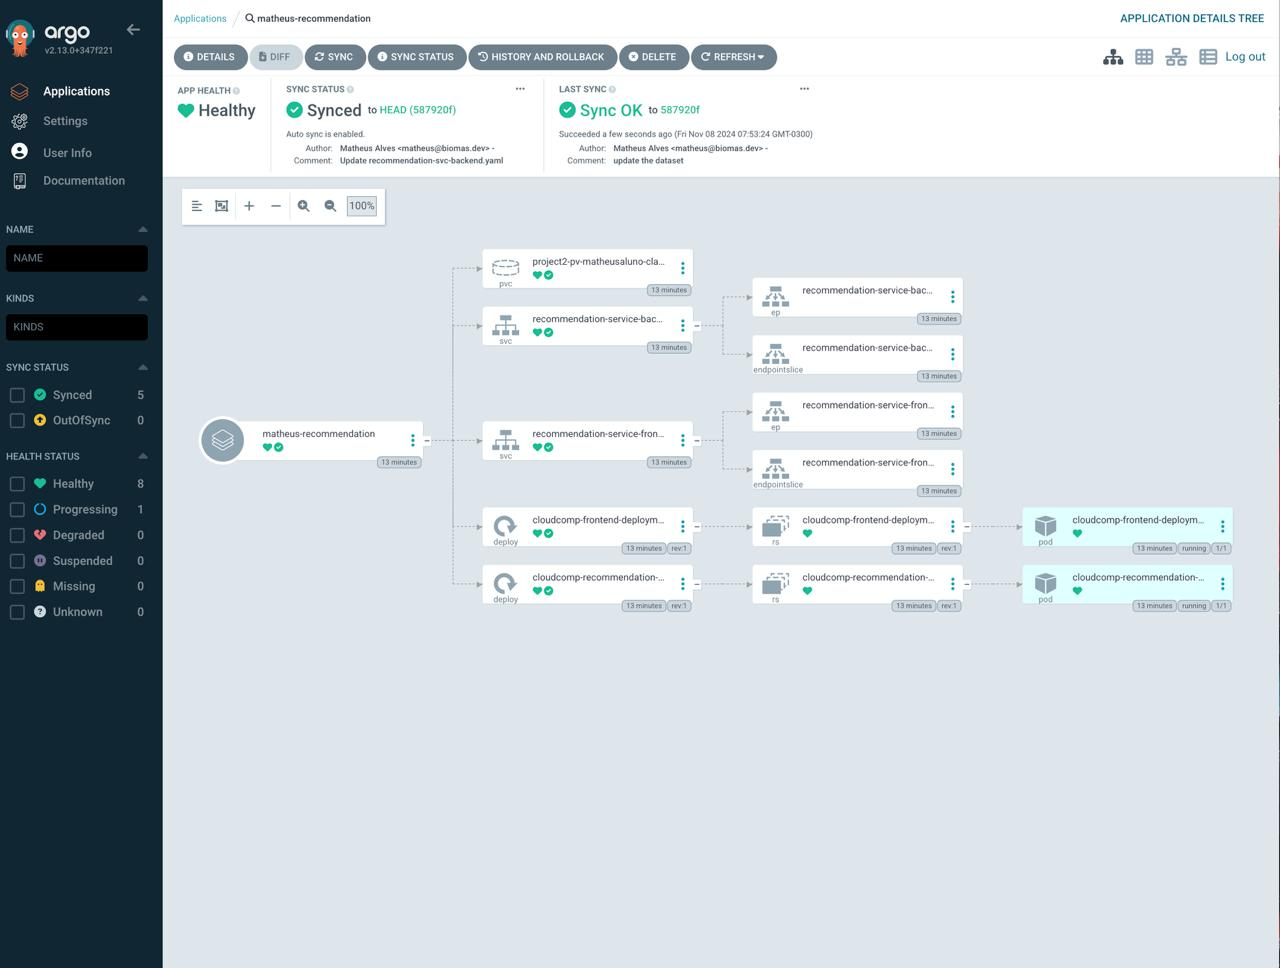 argo
v2.13.0+347f221
Applications
Settings
User Info
Documentation
NAME
NAME
KINDS
KINDS
SYNC STATUS
Synced 5
OutOfSync 0
HEALTH STATUS
Healthy 8
Progressing 1
Degraded 0
Suspended 0
Missing 0
Unknown 0
Applications / matheus-recommendation
APPLICATION DETAILS TREE
DETAILS DIFF SYNC SYNC STATUS HISTORY AND ROLLBACK DELETE REFRESH
Log out
APP HEALTH
Healthy
SYNC STATUS
Synced to HEAD (587920f)
Auto sync is enabled.
Author: Matheus Alves <matheus@biomas.dev> -
Comment: Update recommendation-svc-backend.yaml
LAST SYNC
Sync OK to 587920f
Succeeded a few seconds ago (Fri Nov 08 2024 07:53:24 GMT-0300)
Author: Matheus Alves <matheus@biomas.dev> -
Comment: update the dataset
100%
matheus-recommendation
13 minutes
project2-pv-matheusaluno-cla...
pvc
13 minutes
recommendation-service-bac...
svc
13 minutes
recommendation-service-bac...
ep
13 minutes
recommendation-service-bac...
endpointslice
13 minutes
recommendation-service-fron...
svc
13 minutes
recommendation-service-fron...
ep
13 minutes
recommendation-service-fron...
endpointslice
13 minutes
cloudcomp-frontend-deploym...
deploy
13 minutes rev:1
cloudcomp-frontend-deploym...
rs
13 minutes rev:1
cloudcomp-frontend-deploym...
pod
13 minutes running 1/1
cloudcomp-recommendation-...
deploy
13 minutes rev:1
cloudcomp-recommendation-...
rs
13 minutes rev:1
cloudcomp-recommendation-...
pod
13 minutes running 1/1